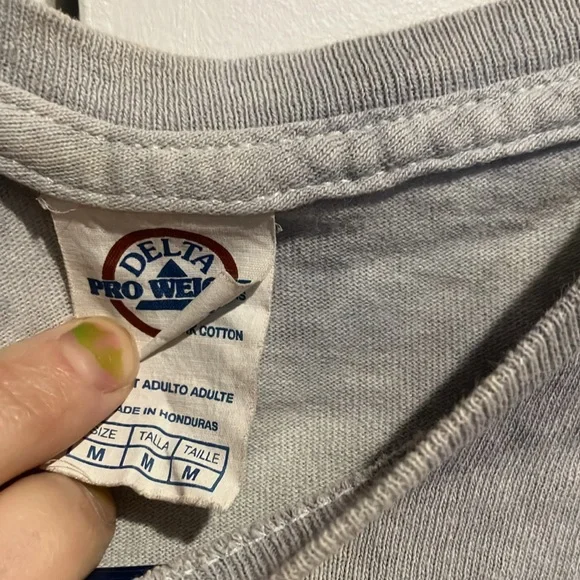 DELTA
PRO WEIG
COTTON
ADULTO ADULTE
ADE IN HONDURAS
SIZE TALLA TAILLE
M M M